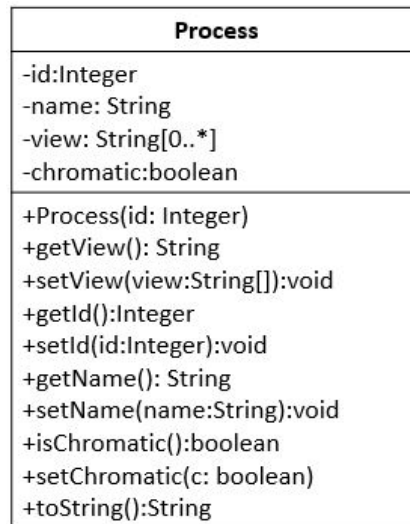 Process
-id:Integer
-name: String
-view: String[0..*]
-chromatic:boolean
+Process(id: Integer)
+getView(): String
+setView(view:String[]):void
+getId():Integer
+setId(id:Integer):void
+getName(): String
+setName(name:String):void
+isChromatic():boolean
+setChromatic(c: boolean)
+toString():String